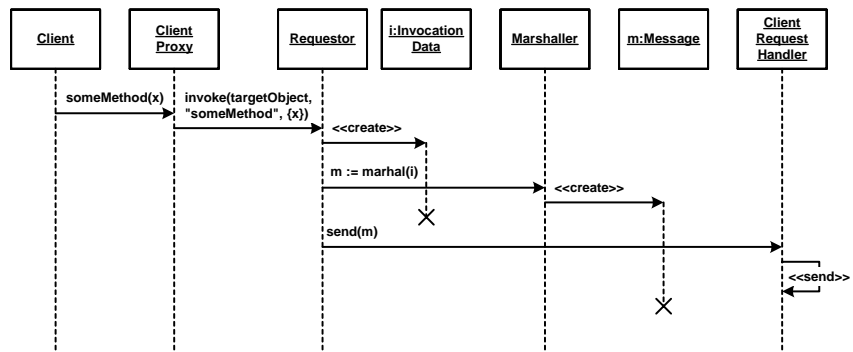 Client
Client
Proxy
Requestor
i:Invocation
Data
Marshaller
m:Message
Client
Request
Handler
someMethod(x)
invoke(targetObject,
"someMethod", {x})
<<create>>
m := marhal(i)
<<create>>
send(m)
<<send>>